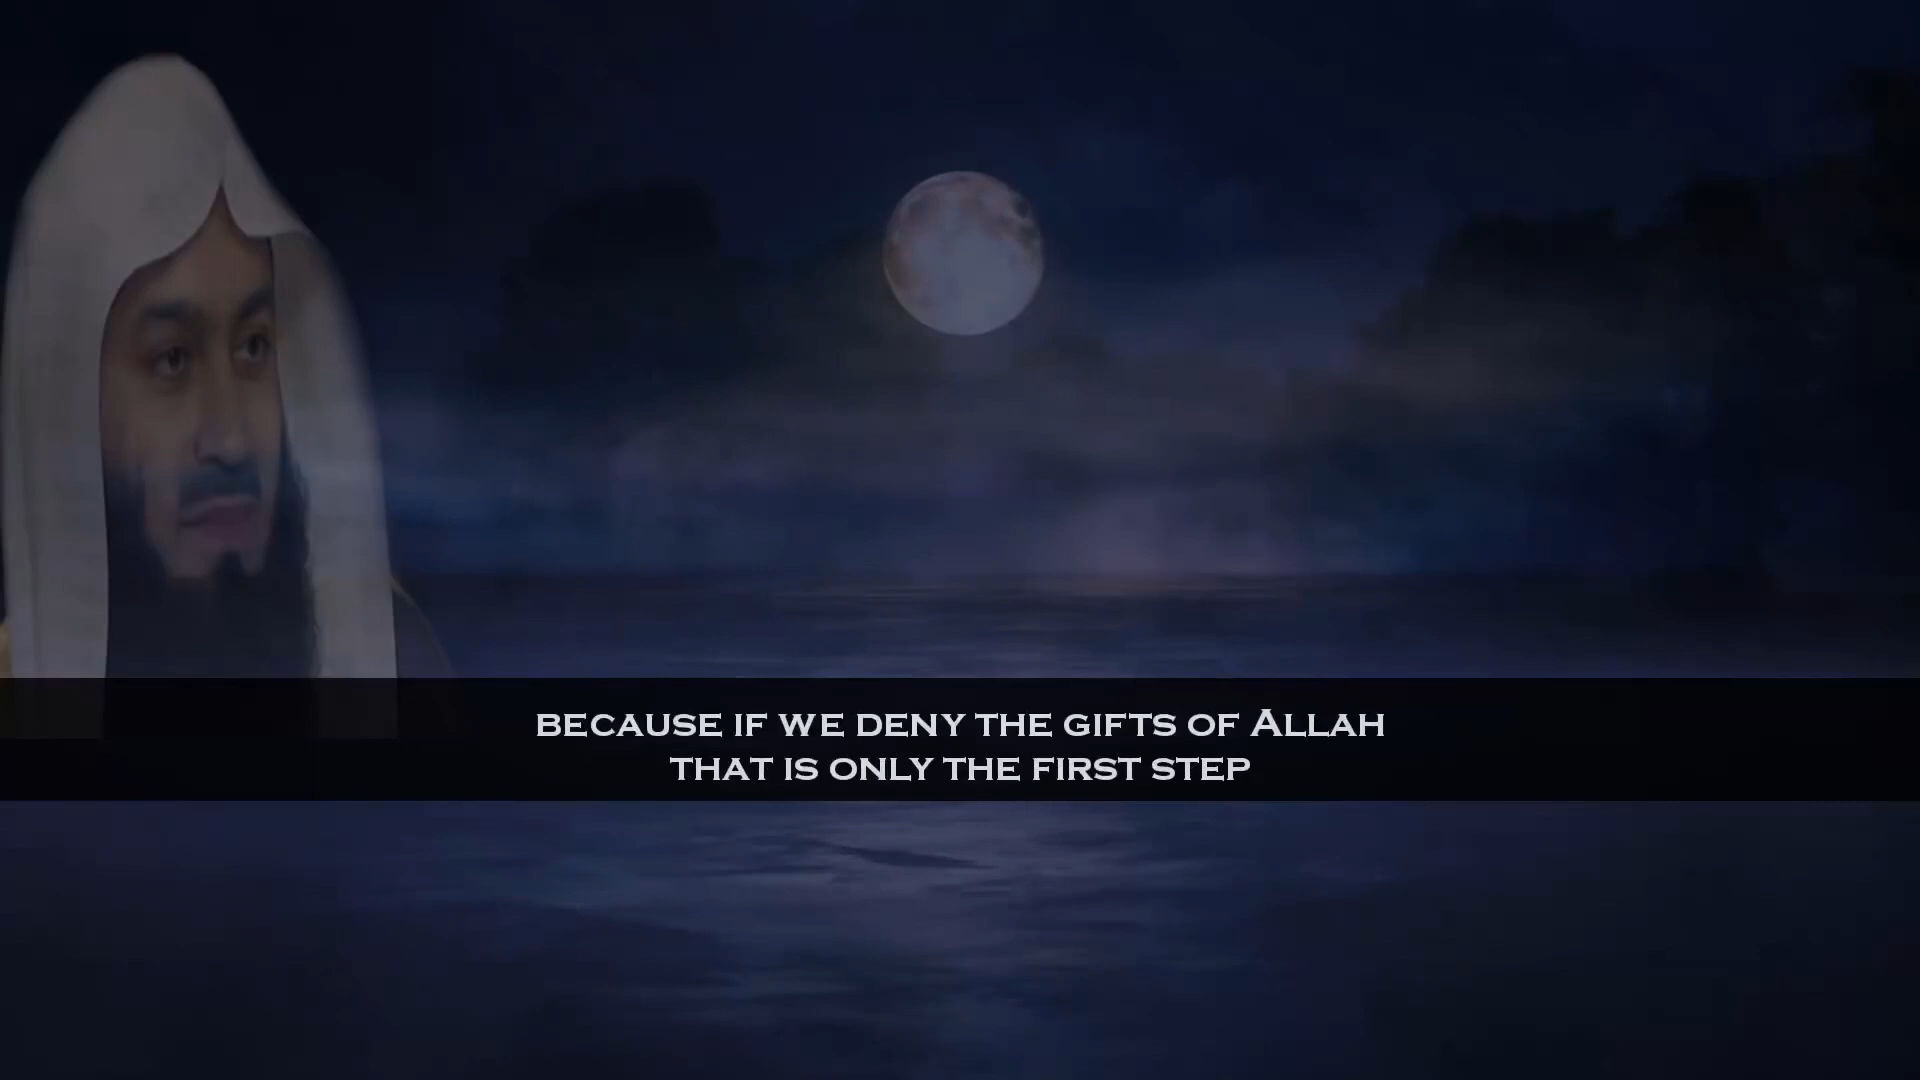 because if we deny the gifts of Allah
that is only the first step